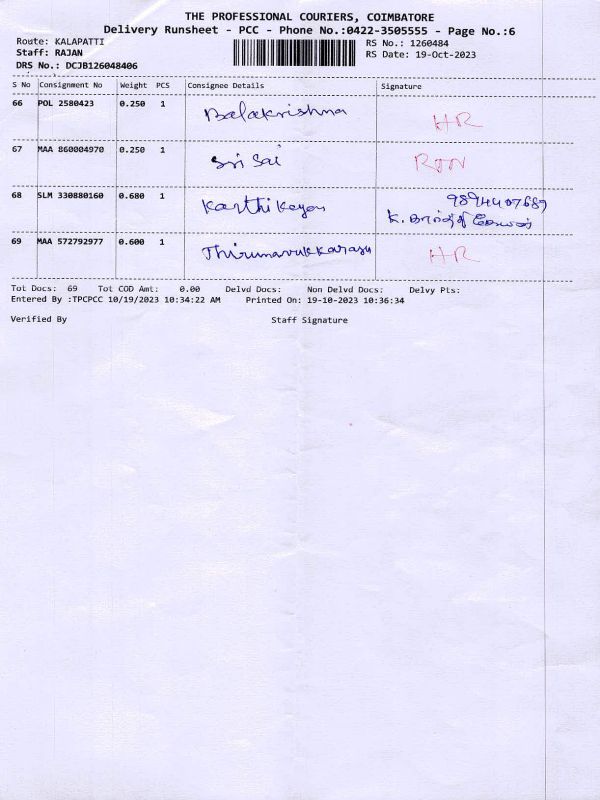 THE PROFESSIONAL COURIERS, COIMBATORE
Delivery Runsheet - PCC - Phone No.:0422-3505555 - Page No.:6
Route: KALAPATTI RS No.: 1260484
Staff: RAJAN RS Date: 19-Oct-2023
DRS No.: DCJB126048406
S No Consignment No Weight PCS Consignee Details Signature
66 POL 2580423 0.250 1 Balakrishna HR
67 MAA 860004970 0.250 1 Sri Sai
68 SLM 330880160 0.680 1 Karthikeyan 9894407689
K.
69 MAA 572792977 0.600 1 Thirunavukkarasu HR
Tot Docs: 69 Tot COD Amt: 0.00 Delvd Docs: Non Delvd Docs: Delvy Pts:
Entered By :TPCPCC 10/19/2023 10:34:22 AM Printed On: 19-10-2023 10:36:34
Verified By Staff Signature